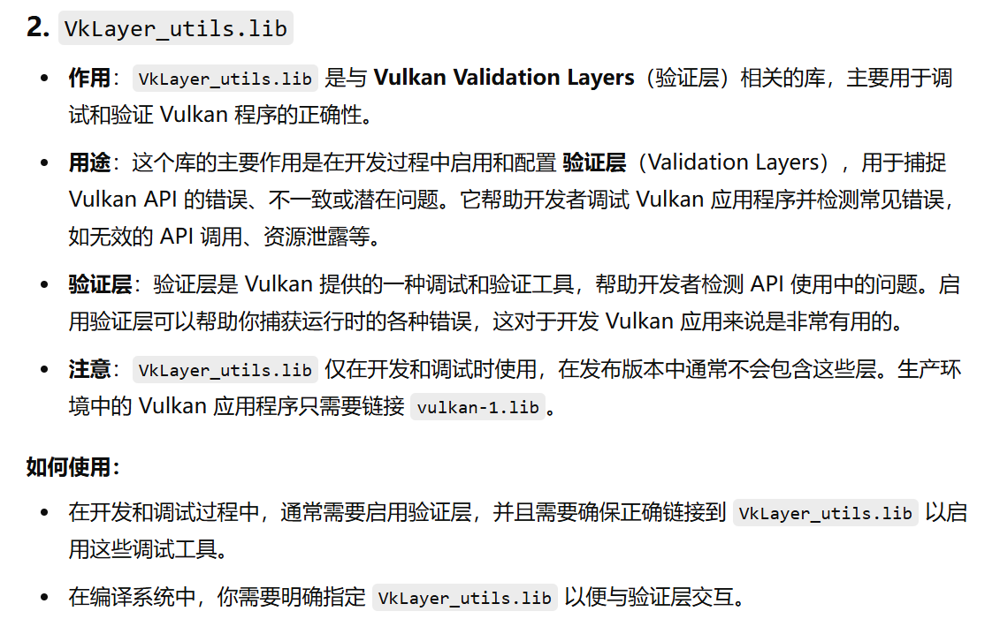 2. VkLayer_utils.lib
• 作用：VkLayer_utils.lib 是与 Vulkan Validation Layers（验证层）相关的库，主要用于调
试和验证 Vulkan 程序的正确性。
• 用途：这个库的主要作用是在开发过程中启用和配置 验证层（Validation Layers），用于捕捉
Vulkan API 的错误、不一致或潜在问题。它帮助开发者调试 Vulkan 应用程序并检测常见错误，
如无效的 API 调用、资源泄露等。
• 验证层：验证层是 Vulkan 提供的一种调试和验证工具，帮助开发者检测 API 使用中的问题。启
用验证层可以帮助你捕获运行时的各种错误，这对于开发 Vulkan 应用来说是非常有用的。
• 注意：VkLayer_utils.lib 仅在开发和调试时使用，在发布版本中通常不会包含这些层。生产环
境中的 Vulkan 应用程序只需要链接 vulkan-1.lib。
如何使用：
• 在开发和调试过程中，通常需要启用验证层，并且需要确保正确链接到 VkLayer_utils.lib 以启
用这些调试工具。
• 在编译系统中，你需要明确指定 VkLayer_utils.lib 以便与验证层交互。